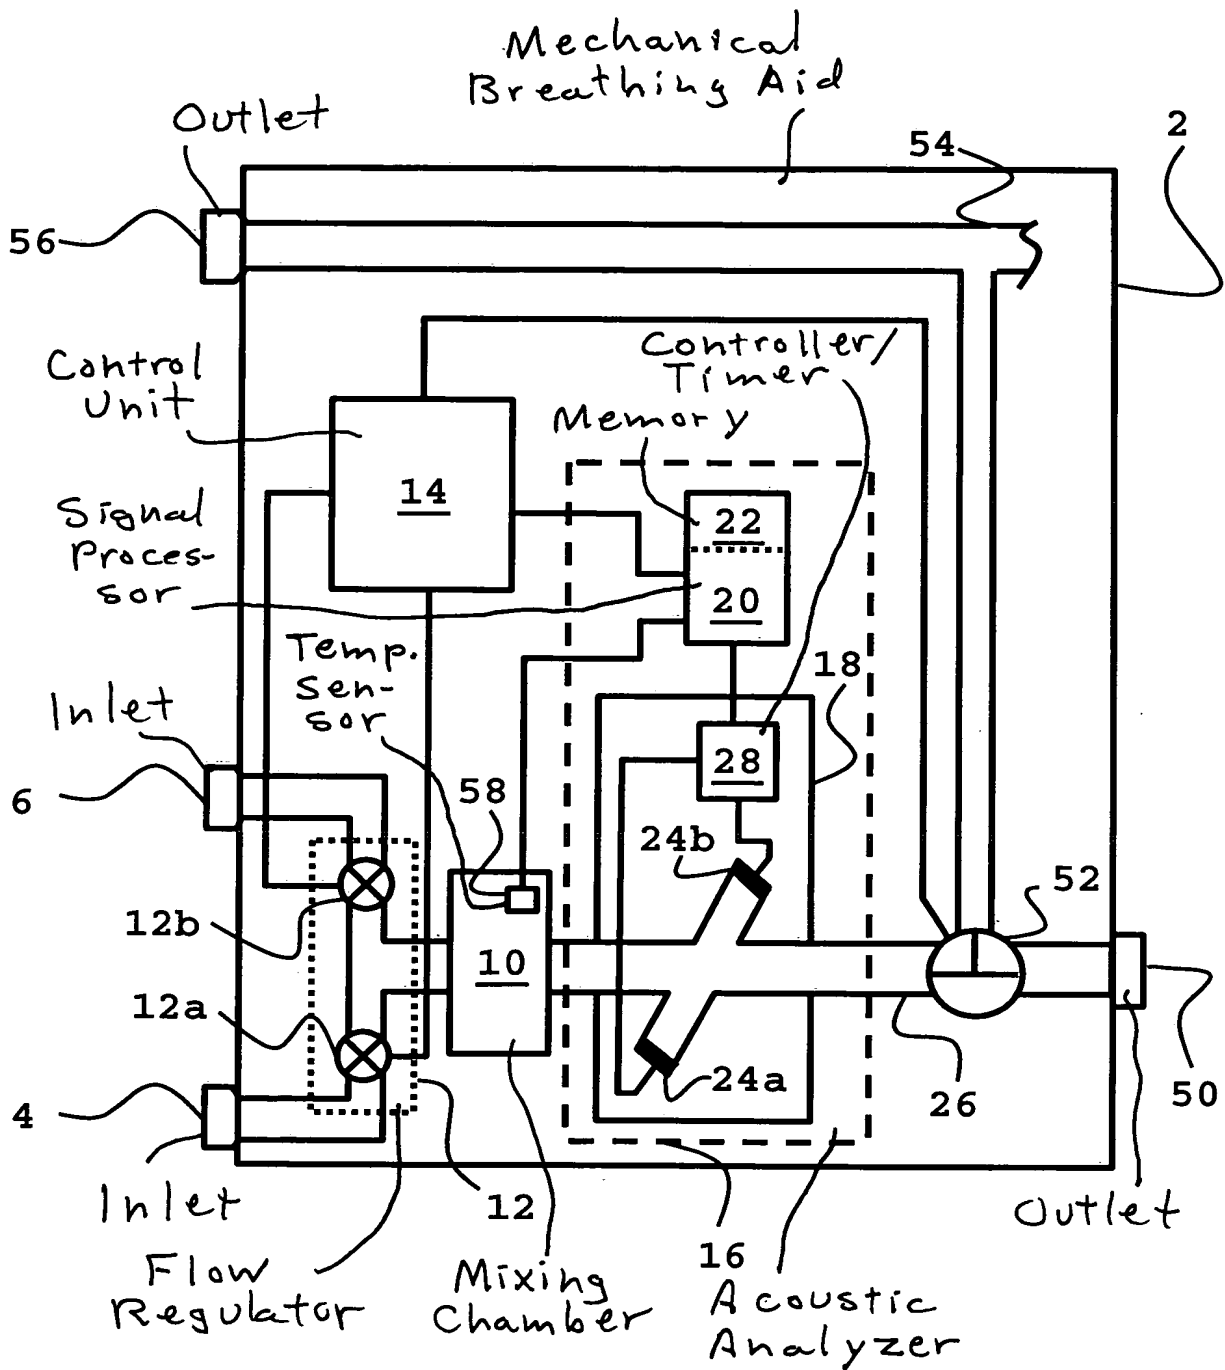 Mechanical
Breathing Aid
Outlet
2
54
56
Controller/
Timer
Control
Unit
Memory
14
22
Signal
Proces-
sor
20
Temp.
Sen-
sor
18
Inlet
28
6
58
24b
52
12b
10
12a
24a
26
50
4
12
Inlet
Outlet
16
Flow
Regulator
Mixing
Chamber
Acoustic
Analyzer